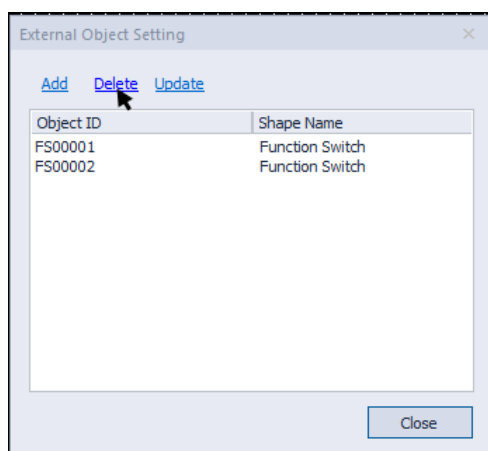 External Object Setting
Add Delete Update
Object ID Shape Name
FS00001 Function Switch
FS00002 Function Switch
Close